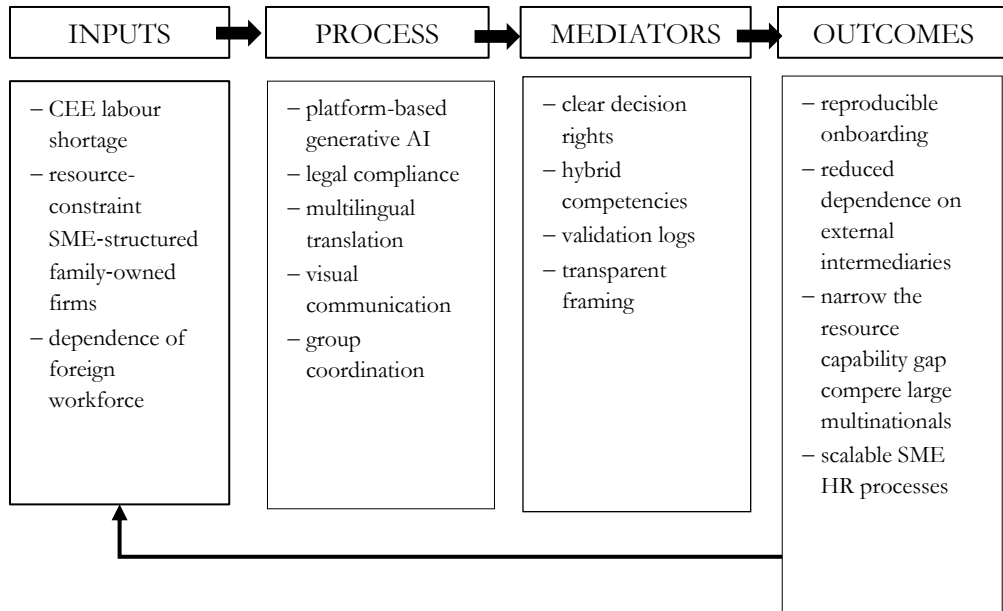 INPUTS
PROCESS
MEDIATORS
OUTCOMES
– CEE labour
shortage
– resource-
constraint
SME-structured
family-owned
firms
– dependence of
foreign
workforce
– platform-based
generative AI
– legal compliance
– multilingual
translation
– visual
communication
– group
coordination
– clear decision
rights
– hybrid
competencies
– validation logs
– transparent
framing
– reproducible
onboarding
– reduced
dependence on
external
intermediaries
– narrow the
resource
capability gap
compere large
multinationals
– scalable SME
HR processes